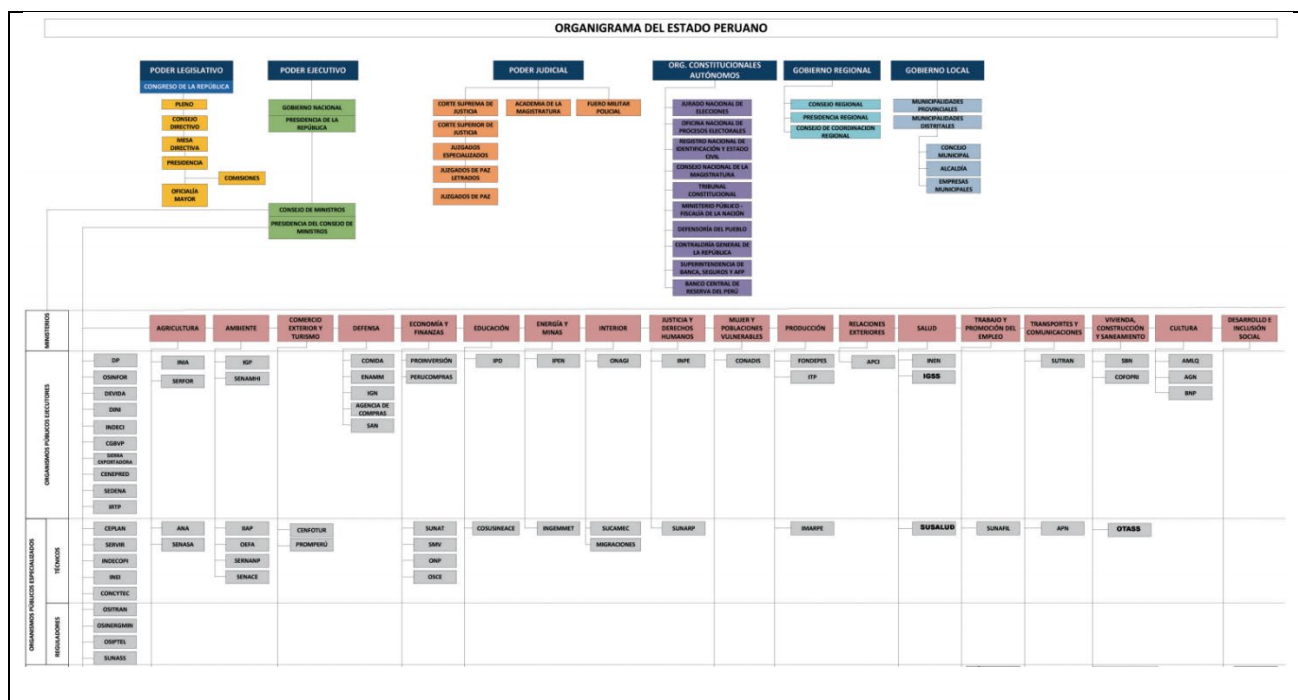 ORGANIGRAMA DEL ESTADO PERUANO
PODER LEGISLATIVO
CONGRESO DE LA REPÚBLICA
PLENO
CONSEJO
DIRECTIVO
MESA
DIRECTIVA
PRESIDENCIA
COMISIONES
OFICIALÍA
MAYOR
PODER EJECUTIVO
GOBIERNO NACIONAL
PRESIDENCIA DE LA
REPÚBLICA
CONSEJO DE MINISTROS
PRESIDENCIA DEL CONSEJO DE
MINISTROS
PODER JUDICIAL
CORTE SUPREMA DE
JUSTICIA
CORTE SUPERIOR DE
JUSTICIA
JUZGADOS
ESPECIALIZADOS
JUZGADOS DE PAZ
LETRADOS
JUZGADOS DE PAZ
ACADEMIA DE LA
MAGISTRATURA
FUERO MILITAR
POLICIAL
ORG. CONSTITUCIONALES
AUTÓNOMOS
JURADO NACIONAL DE
ELECCIONES
OFICINA NACIONAL DE
PROCESOS ELECTORALES
REGISTRO NACIONAL DE
IDENTIFICACIÓN Y ESTADO
CIVIL
CONSEJO NACIONAL DE LA
MAGISTRATURA
TRIBUNAL
CONSTITUCIONAL
MINISTERIO PÚBLICO -
FISCALÍA DE LA NACIÓN
DEFENSORÍA DEL PUEBLO
CONTRALORÍA GENERAL DE
LA REPÚBLICA
SUPERINTENDENCIA DE
BANCA, SEGUROS Y AFP
BANCO CENTRAL DE
RESERVA DEL PERÚ
GOBIERNO REGIONAL
CONSEJO REGIONAL
PRESIDENCIA REGIONAL
CONSEJO DE COORDINACION
REGIONAL
GOBIERNO LOCAL
MUNICIPALIDADES
PROVINCIALES
MUNICIPALIDADES
DISTRITALES
CONCEJO
MUNICIPAL
ALCALDÍA
EMPRESAS
MUNICIPALES
MINISTERIOS
AGRICULTURA
AMBIENTE
COMERCIO
EXTERIOR Y
TURISMO
DEFENSA
ECONOMÍA Y
FINANZAS
EDUCACIÓN
ENERGÍA Y
MINAS
INTERIOR
JUSTICIA Y
DERECHOS
HUMANOS
MUJER Y
POBLACIONES
VULNERABLES
PRODUCCIÓN
RELACIONES
EXTERIORES
SALUD
TRABAJO Y
PROMOCIÓN DEL
EMPLEO
TRANSPORTES Y
COMUNICACIONES
VIVIENDA,
CONSTRUCCIÓN
Y SANEAMIENTO
CULTURA
DESARROLLO E
INCLUSIÓN
SOCIAL
ORGANISMOS PÚBLICOS EJECUTORES
DP
OSINFOR
DEVIDA
DINI
INDECI
CGBVP
SIERRA
EXPORTADORA
CENEPRED
SEDENA
IRTP
INIA
SERFOR
IGP
SENAMHI
CONIDA
ENAMM
IGN
AGENCIA DE
COMPRAS
SAN
PROINVERSIÓN
PERUCOMPRAS
IPD
IPEN
ONAGI
INPE
CONADIS
FONDEPES
ITP
APCI
INEN
IGSS
SUTRAN
SBN
COFOPRI
AMLQ
AGN
BNP
ORGANISMOS PÚBLICOS ESPECIALIZADOS
TÉCNICOS
CEPLAN
SERVIR
INDECOPI
INEI
CONCYTEC
ANA
SENASA
IIAP
OEFA
SERNANP
SENACE
CENFOTUR
PROMPERÚ
SUNAT
SMV
ONP
OSCE
COSUSINEACE
INGEMMET
SUCAMEC
MIGRACIONES
SUNARP
IMARPE
SUSALUD
SUNAFIL
APN
OTASS
REGULADORES
OSITRAN
OSINERGMIN
OSIPTEL
SUNASS